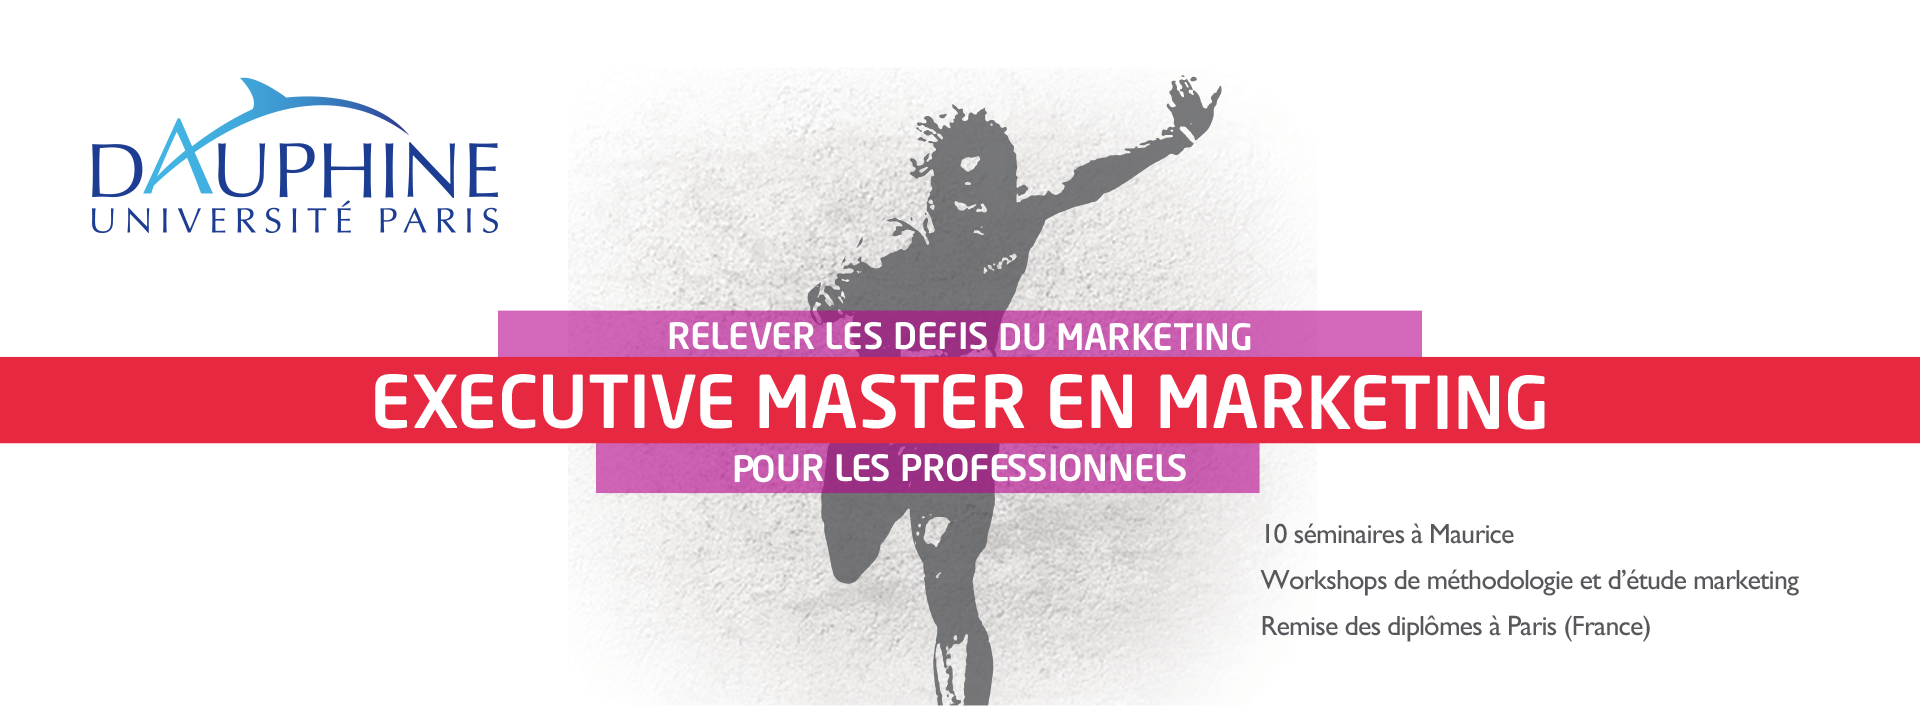 DAUPHINE
UNIVERSITÉ PARIS
RELEVER LES DEFIS DU MARKETING
EXECUTIVE MASTER EN MARKETING
POUR LES PROFESSIONNELS
10 séminaires à Maurice
Workshops de méthodologie et d’étude marketing
Remise des diplômes à Paris (France)